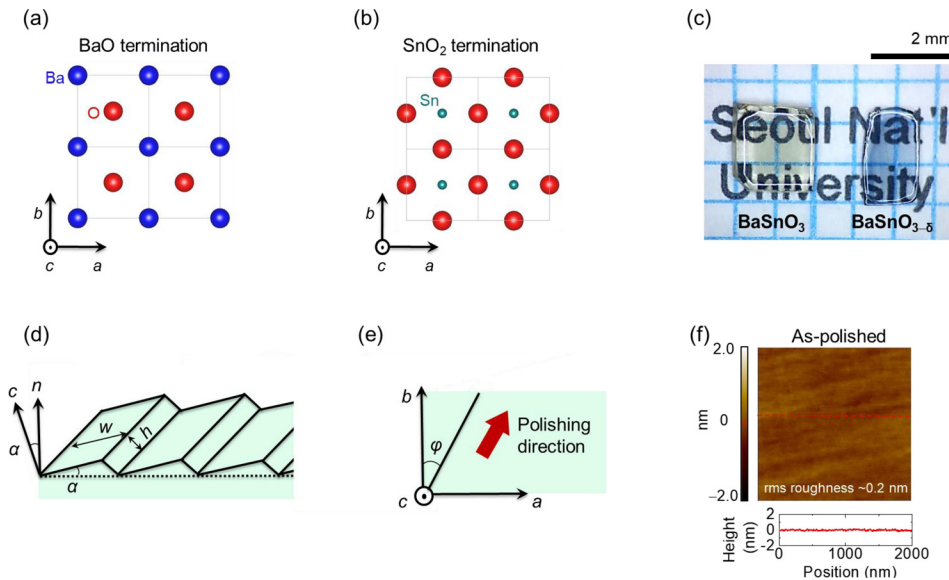 (a)
BaO termination
Ba
O
b
c
a
(b)
SnO₂ termination
Sn
b
c
a
(c)
2 mm
Seoul Nat'l
University
BaSnO₃
BaSnO₃₋δ
(d)
c
n
w
h
α
α
(e)
b
φ
Polishing
direction
c
a
(f)
As-polished
2.0
0
−2.0
nm
rms roughness ~0.2 nm
Height
(nm)
2
0
-2
0
1000
2000
Position (nm)